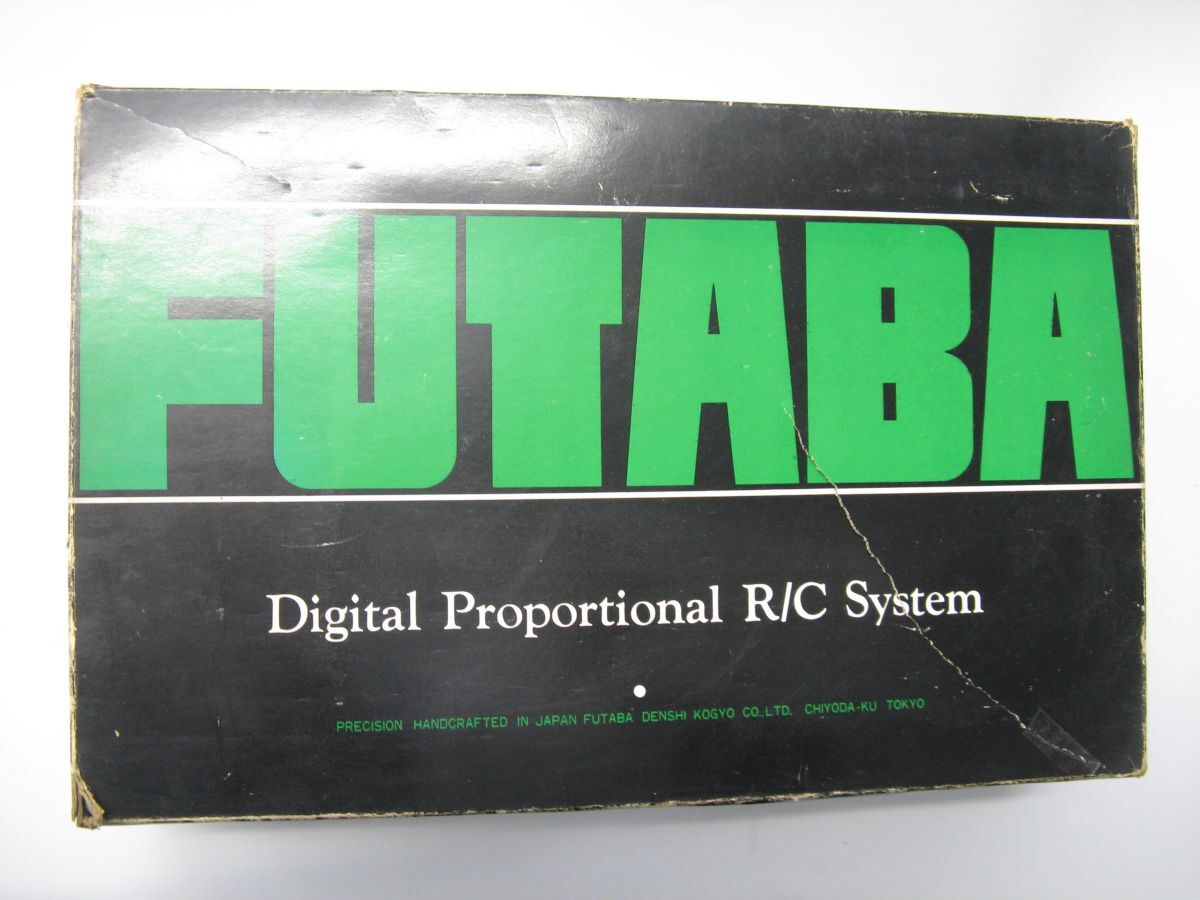 FUTABA
Digital Proportional R/C System
PRECISION HANDCRAFTED IN JAPAN FUTABA DENSHI KOGYO CO.,LTD. CHIYODA-KU TOKYO